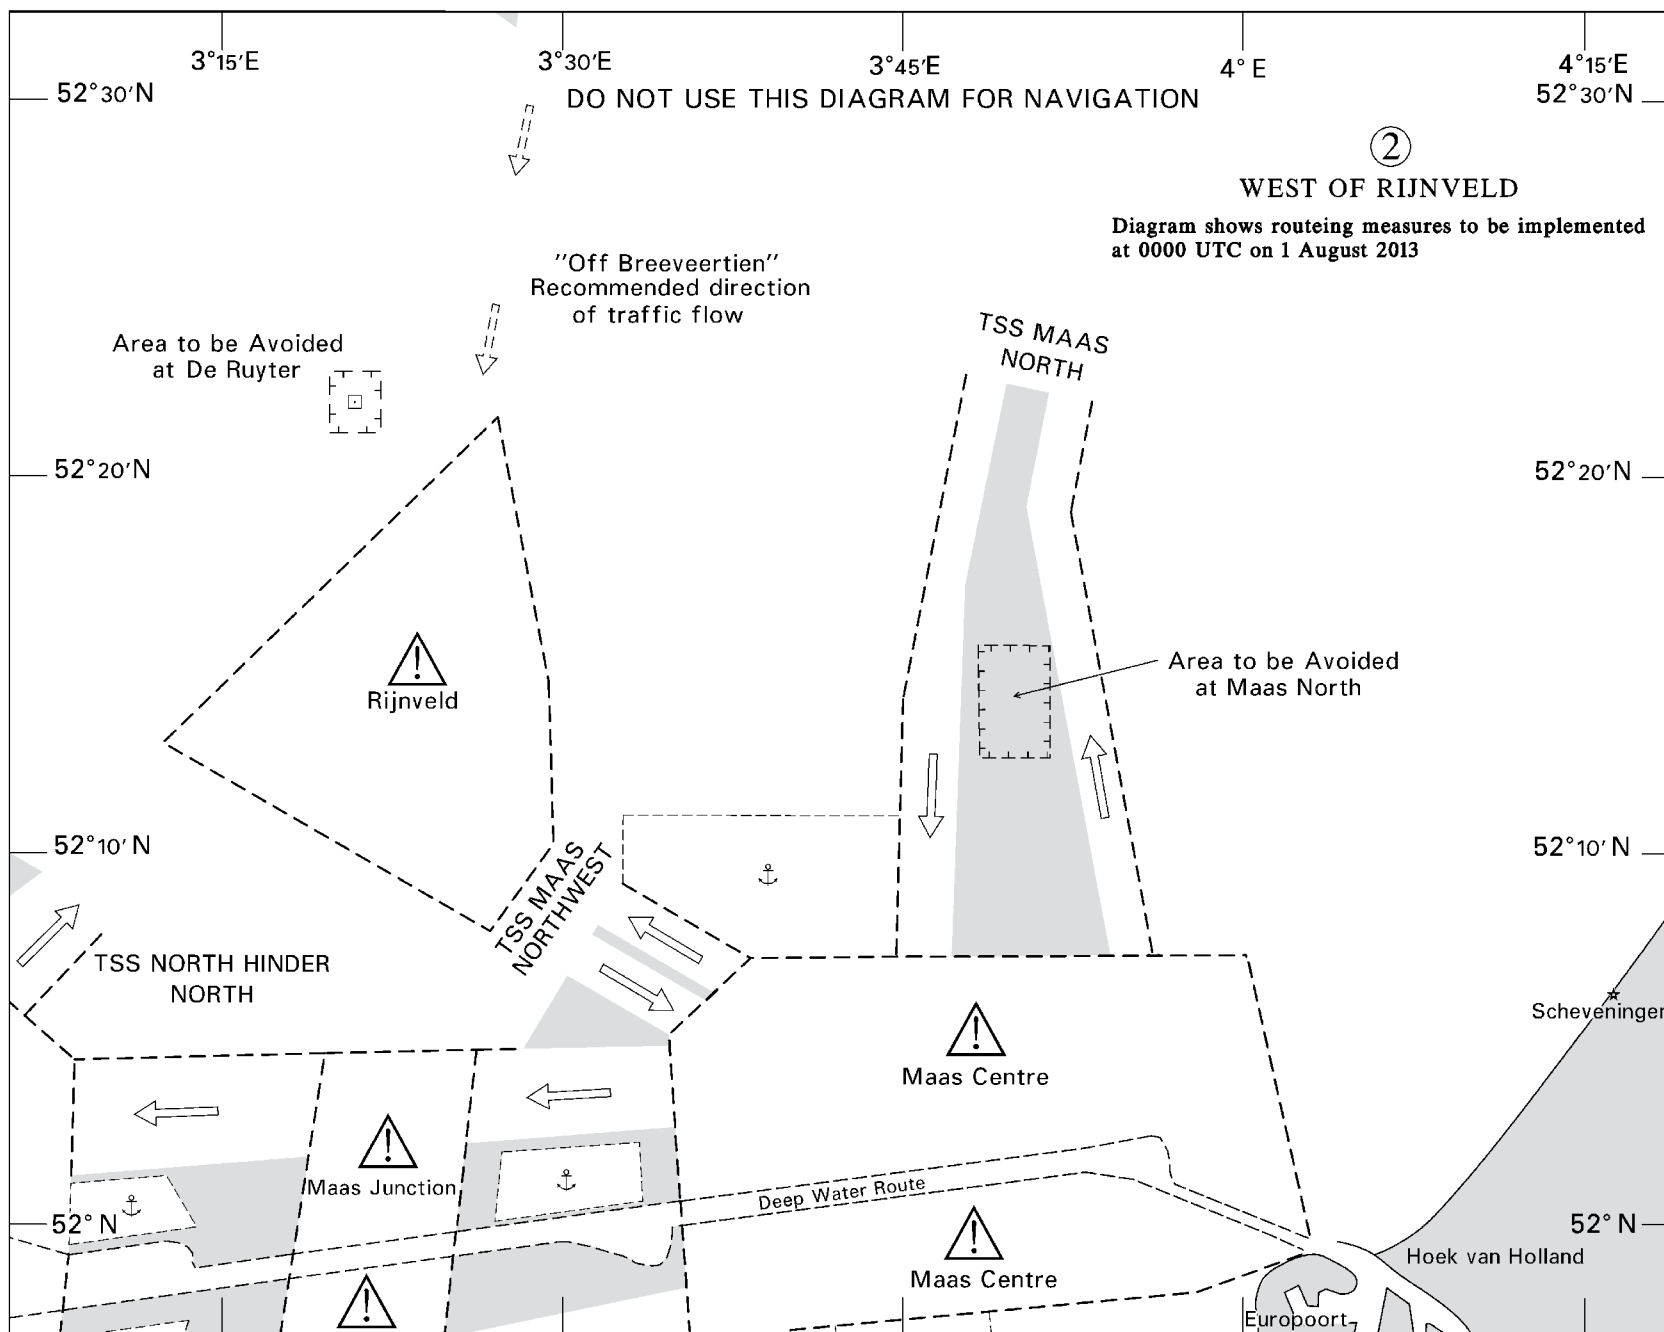 3°15'E
3°30'E
3°45'E
4°E
4°15'E
52°30'N
DO NOT USE THIS DIAGRAM FOR NAVIGATION
52°30'N
2
WEST OF RIJNVELD
Diagram shows routeing measures to be implemented
at 0000 UTC on 1 August 2013
"Off Breeveertien"
Recommended direction
of traffic flow
Area to be Avoided
at De Ruyter
TSS MAAS
NORTH
52°20'N
52°20'N
Rijnveld
Area to be Avoided
at Maas North
52°10'N
52°10'N
TSS MAAS
NORTHWEST
TSS NORTH HINDER
NORTH
Scheveningen
Maas Centre
Maas Junction
Deep Water Route
52°N
52°N
Hoek van Holland
Maas Centre
Europoort